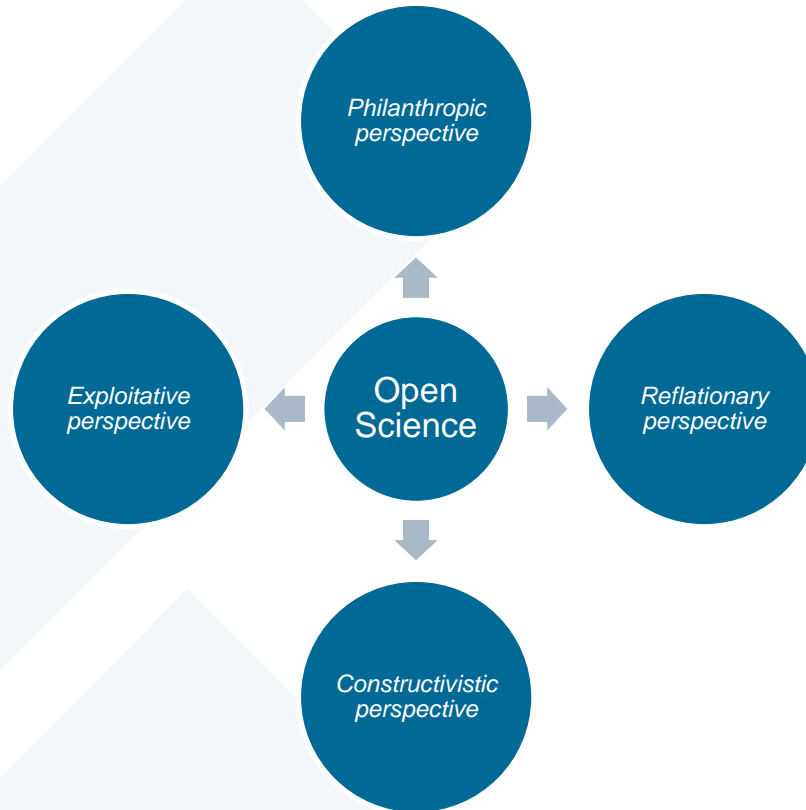 Philanthropic
perspective
Exploitative
perspective
Open
Science
Reflationary
perspective
Constructivistic
perspective